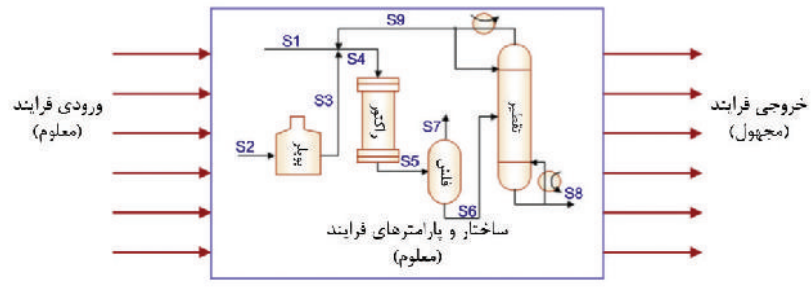 S9
S1
S4
S3
S2
بویلر
راکتور
S5
S7
فلش
S6
تقطیر
S8
ورودی فرایند
(معلوم)
خروجی فرایند
(مجهول)
ساختار و پارامترهای فرایند
(معلوم)